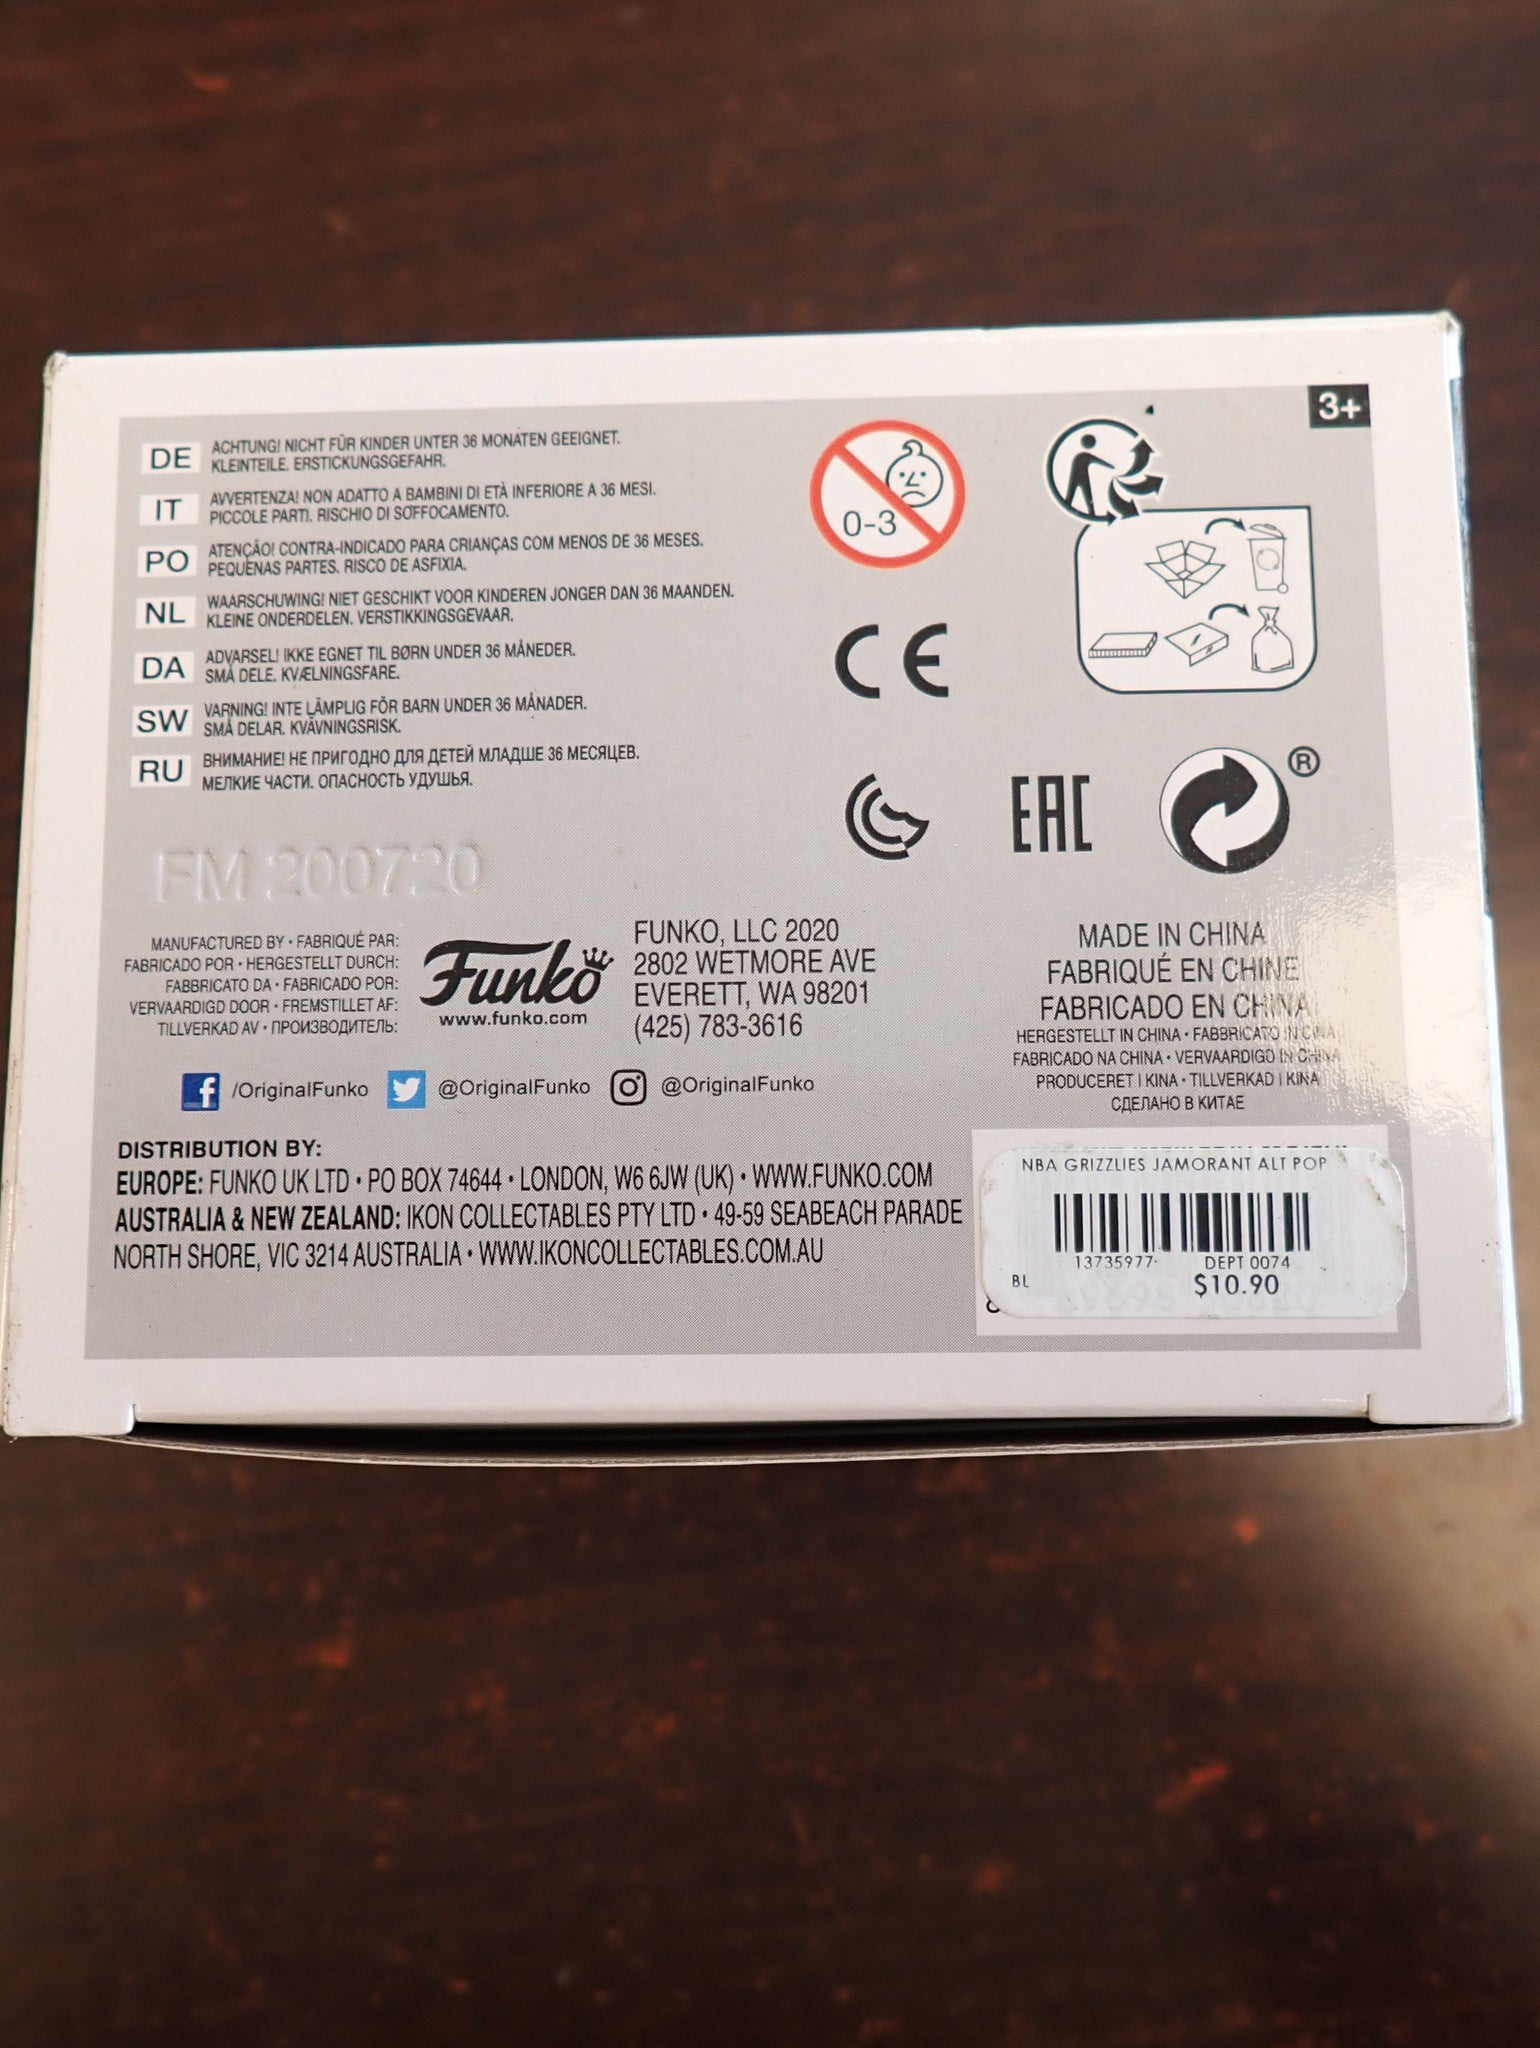 3+
DE
ACHTUNG! NICHT FÜR KINDER UNTER 36 MONATEN GEEIGNET.
KLEINTEILE. ERSTICKUNGSGEFAHR.
IT
AVVERTENZA! NON ADATTO A BAMBINI DI ETÀ INFERIORE A 36 MESI.
PICCOLE PARTI. RISCHIO DI SOFFOCAMENTO.
PO
ATENÇÃO! CONTRA-INDICADO PARA CRIANÇAS COM MENOS DE 36 MESES.
PEQUENAS PARTES. RISCO DE ASFIXIA.
NL
WAARSCHUWING! NIET GESCHIKT VOOR KINDEREN JONGER DAN 36 MAANDEN.
KLEINE ONDERDELEN. VERSTIKKINGSGEVAAR.
DA
ADVARSEL! IKKE EGNET TIL BØRN UNDER 36 MÅNEDER.
SMÅ DELE. KVÆLNINGSFARE.
SW
VARNING! INTE LÄMPLIG FÖR BARN UNDER 36 MÅNADER.
SMÅ DELAR. KVÄVNINGSRISK.
RU
ВНИМАНИЕ! НЕ ПРИГОДНО ДЛЯ ДЕТЕЙ МЛАДШЕ 36 МЕСЯЦЕВ.
МЕЛКИЕ ЧАСТИ. ОПАСНОСТЬ УДУШЬЯ.
0-3
CE
EAC
®
FM 200720
MANUFACTURED BY • FABRIQUÉ PAR:
FABRICADO POR • HERGESTELLT DURCH:
FABBRICATO DA • FABRICADO POR:
VERVAARDIGD DOOR • FREMSTILLET AF:
TILLVERKAD AV • ПРОИЗВОДИТЕЛЬ:
Funko
www.funko.com
FUNKO, LLC 2020
2802 WETMORE AVE
EVERETT, WA 98201
(425) 783-3616
MADE IN CHINA
FABRIQUÉ EN CHINE
FABRICADO EN CHINA
HERGESTELLT IN CHINA • FABBRICATO IN CINA
FABRICADO NA CHINA • VERVAARDIGD IN CHINA
PRODUCERET I KINA • TILLVERKAD I KINA
СДЕЛАНО В КИТАЕ
/OriginalFunko @OriginalFunko @OriginalFunko
DISTRIBUTION BY:
EUROPE: FUNKO UK LTD • PO BOX 74644 • LONDON, W6 6JW (UK) • WWW.FUNKO.COM
AUSTRALIA & NEW ZEALAND: IKON COLLECTABLES PTY LTD • 49-59 SEABEACH PARADE
NORTH SHORE, VIC 3214 AUSTRALIA • WWW.IKONCOLLECTABLES.COM.AU
NBA GRIZZLIES JAMORANT ALT POP
13735977- DEPT 0074
BL $10.90